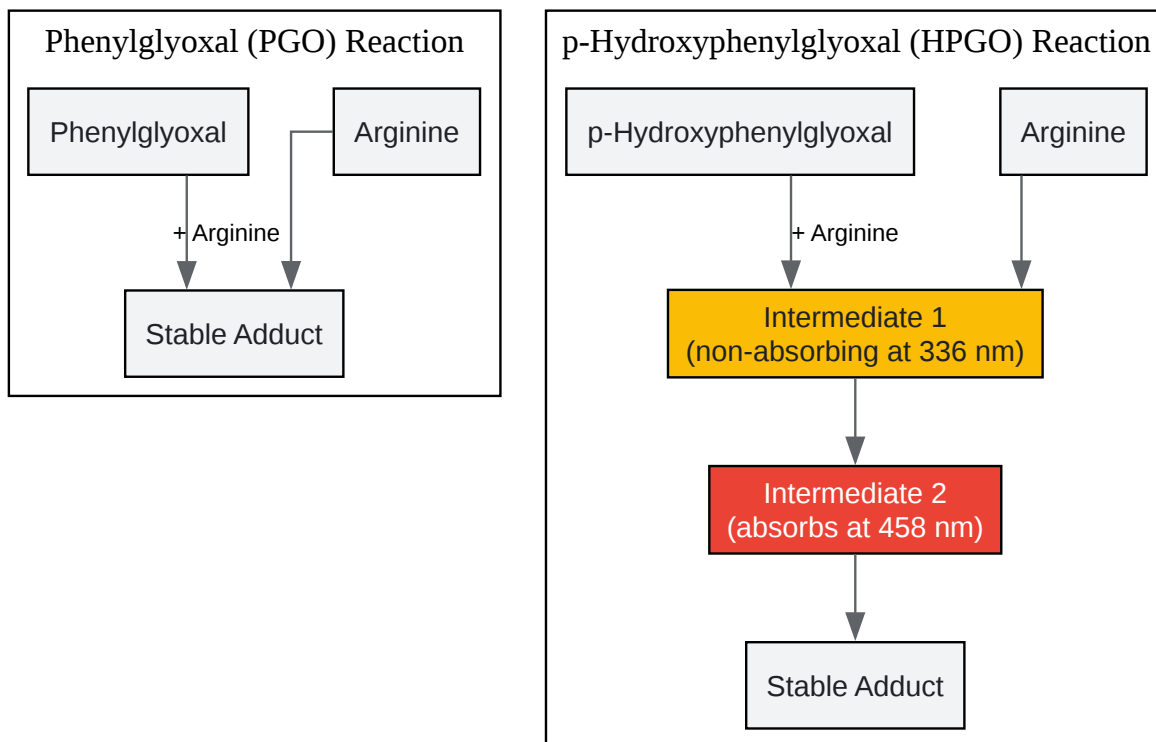 Phenylglyoxal (PGO) Reaction
Phenylglyoxal
Arginine
+ Arginine
Stable Adduct
p-Hydroxyphenylglyoxal (HPGO) Reaction
p-Hydroxyphenylglyoxal
Arginine
+ Arginine
Intermediate 1
(non-absorbing at 336 nm)
Intermediate 2
(absorbs at 458 nm)
Stable Adduct